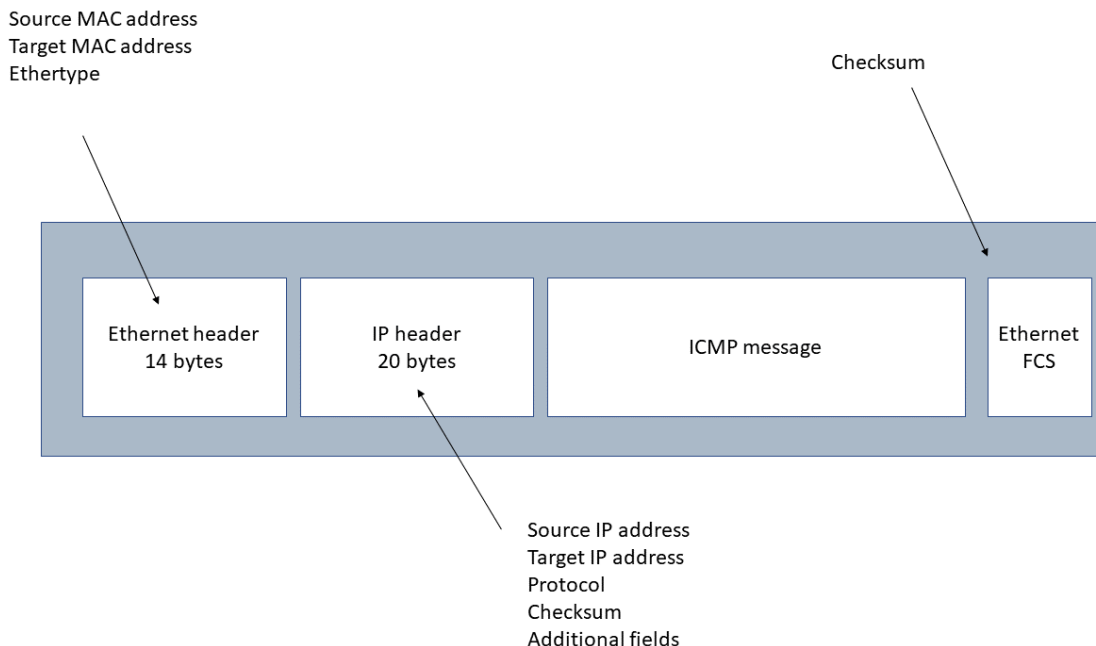 Source MAC address
Target MAC address
Ethertype
Checksum
Ethernet header
14 bytes
IP header
20 bytes
ICMP message
Ethernet
FCS
Source IP address
Target IP address
Protocol
Checksum
Additional fields